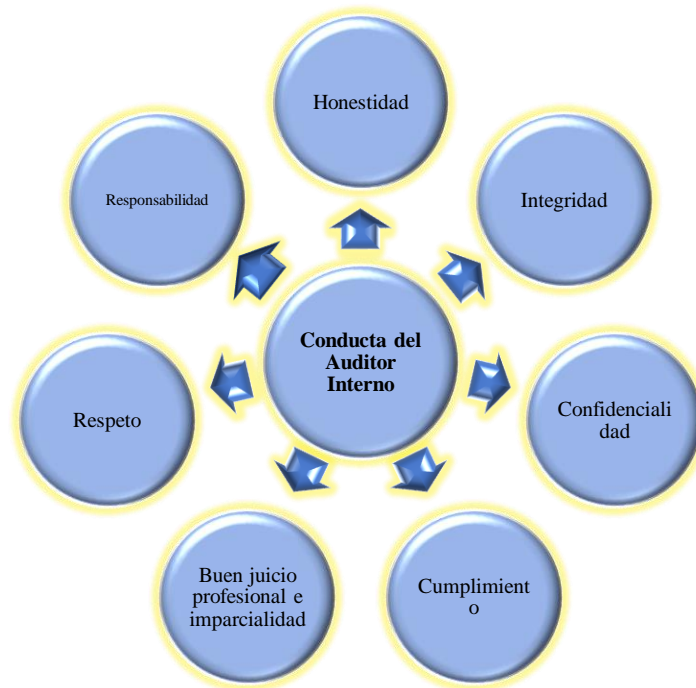 Honestidad
Integridad
Confidenciali
dad
Cumplimient
o
Buen juicio
profesional e
imparcialidad
Respeto
Responsabilidad
Conducta del
Auditor
Interno